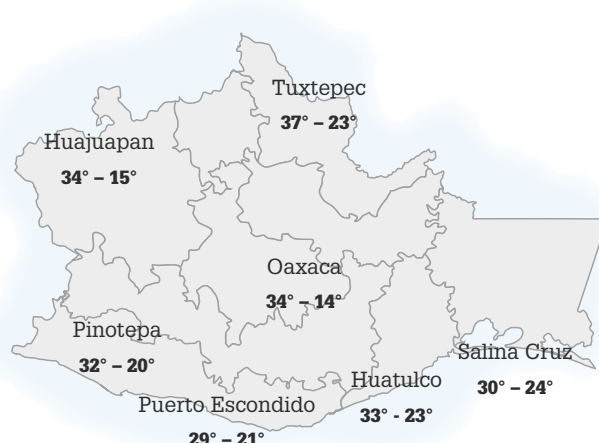 Tuxtepec
37° – 23°
Huajuapan
34° – 15°
Oaxaca
34° – 14°
Pinotepa
32° – 20°
Salina Cruz
30° – 24°
Huatulco
33° - 23°
Puerto Escondido
29° – 21°